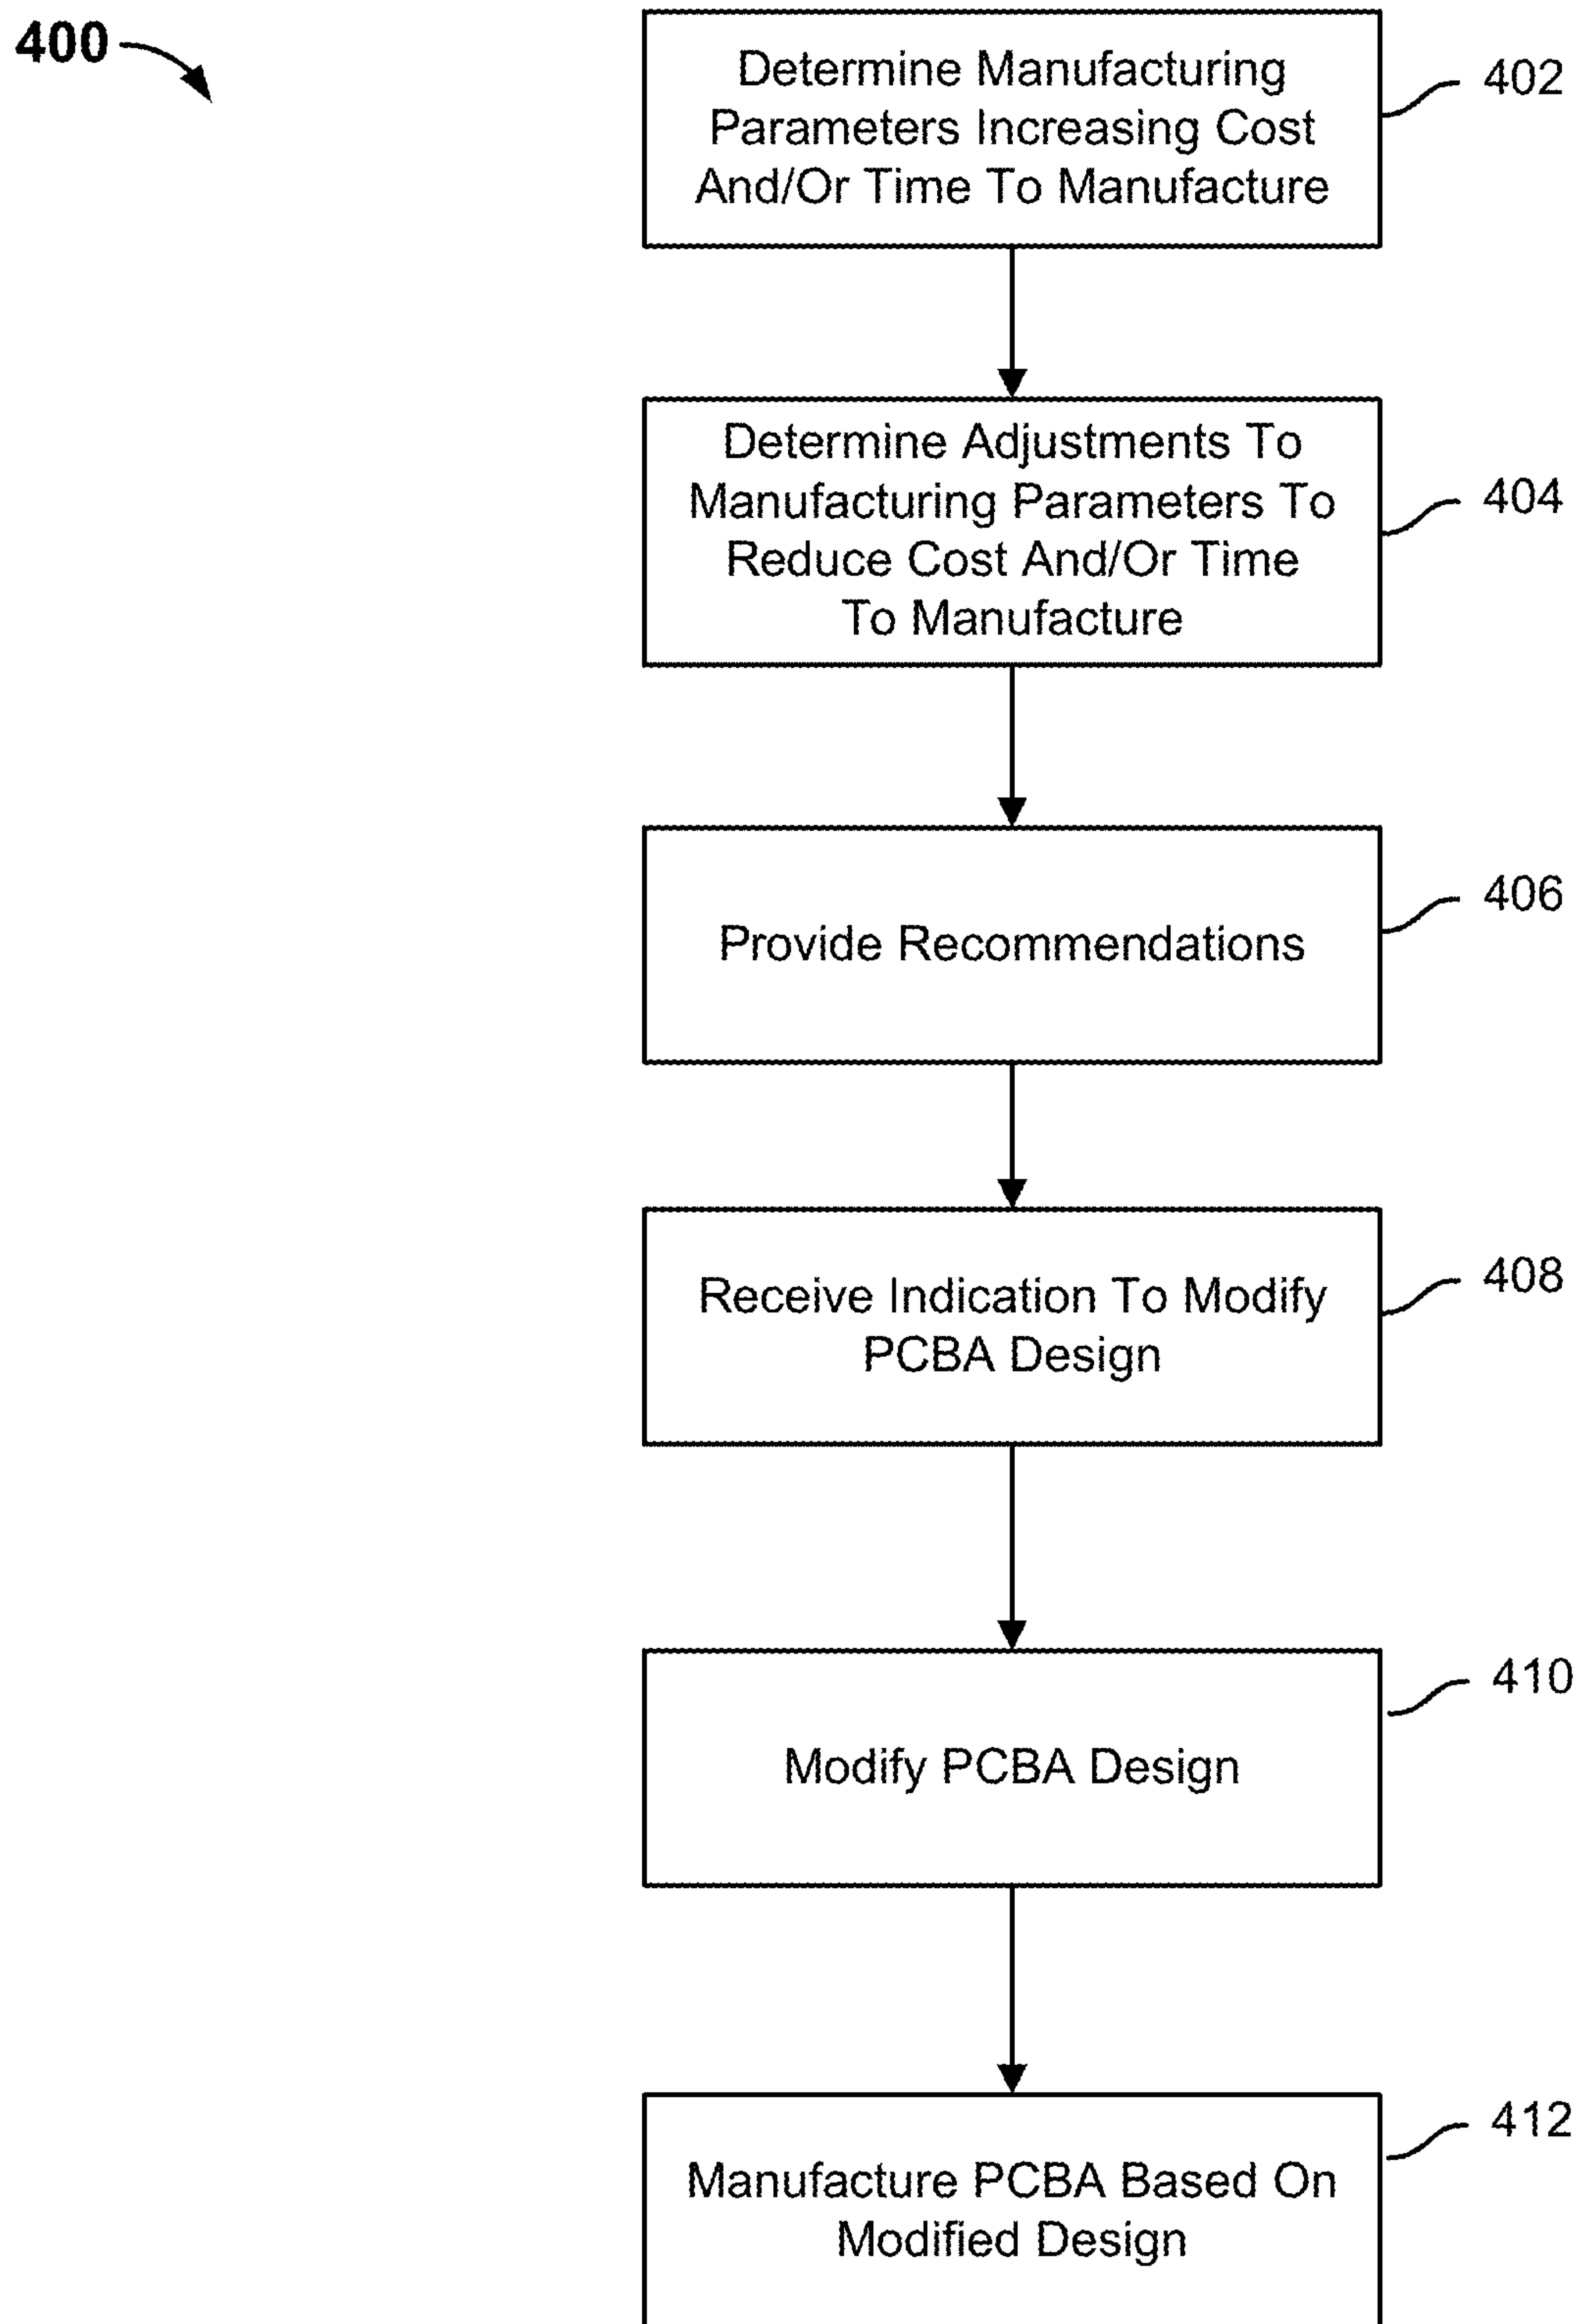 400
Determine Manufacturing
Parameters Increasing Cost
And/Or Time To Manufacture
402
Determine Adjustments To
Manufacturing Parameters To
Reduce Cost And/Or Time
To Manufacture
404
Provide Recommendations
406
Receive Indication To Modify
PCBA Design
408
Modify PCBA Design
410
Manufacture PCBA Based On
Modified Design
412